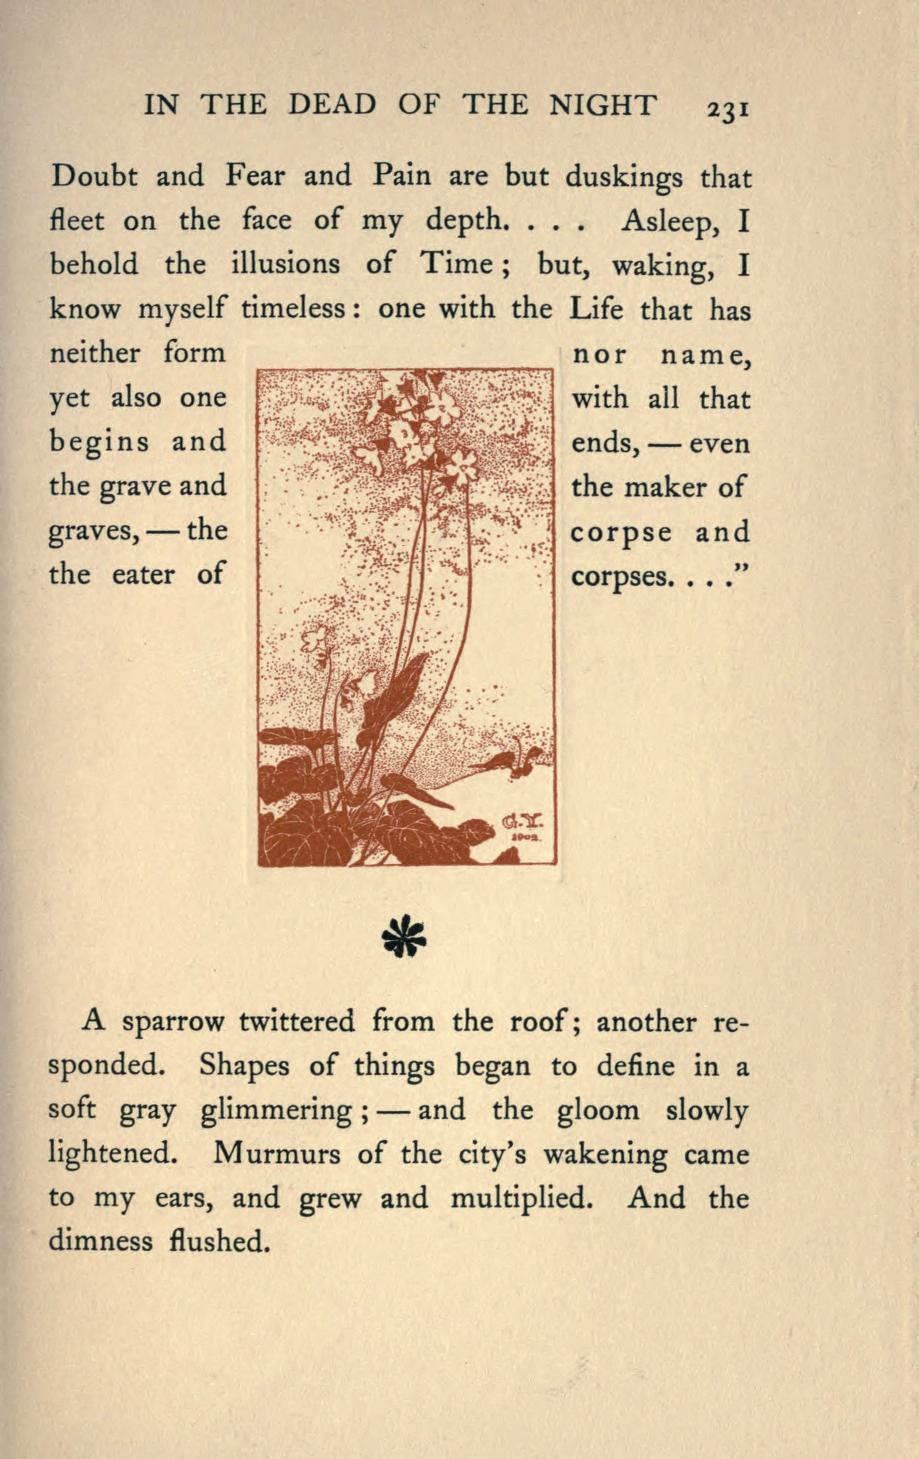 IN THE DEAD OF THE NIGHT 231
Doubt and Fear and Pain are but duskings that
fleet on the face of my depth. . . . Asleep, I
behold the illusions of Time ; but, waking, I
know myself timeless : one with the Life that has
neither form nor name,
yet also one with all that
begins and ends, — even
the grave and the maker of
graves, — the corpse and
the eater of corpses. . . .”
G.Y.
1902.
A sparrow twittered from the roof ; another re-
sponded. Shapes of things began to define in a
soft gray glimmering ; — and the gloom slowly
lightened. Murmurs of the city's wakening came
to my ears, and grew and multiplied. And the
dimness flushed.